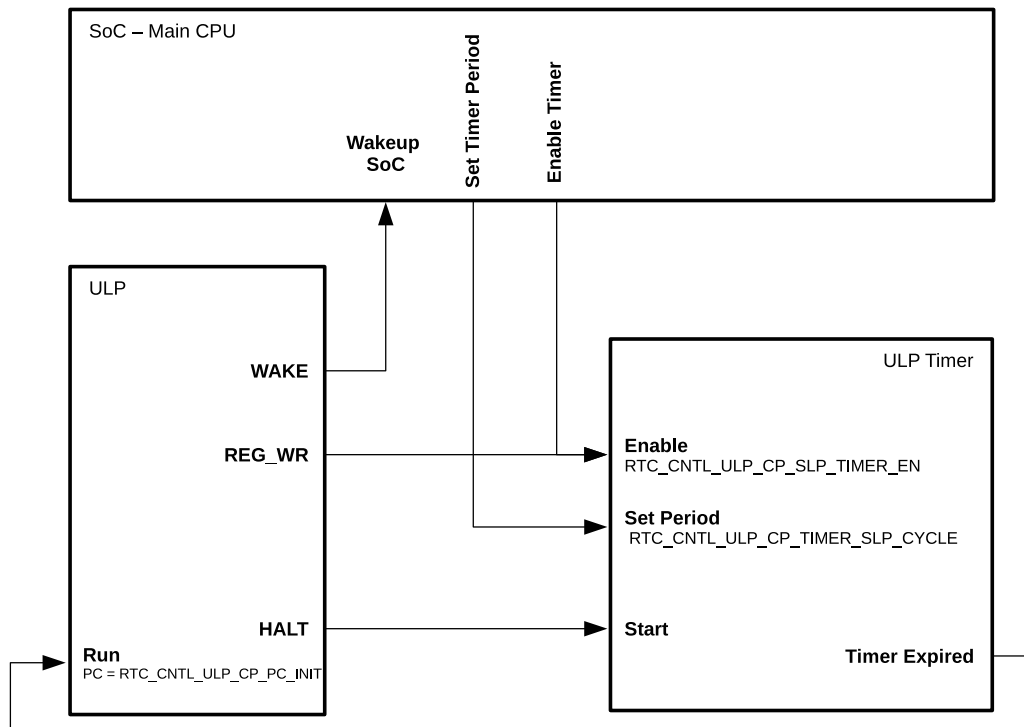 SoC – Main CPU
Set Timer Period
Enable Timer
Wakeup
SoC
ULP
WAKE
REG_WR
HALT
Run
PC = RTC_CNTL_ULP_CP_PC_INIT
ULP Timer
Enable
RTC_CNTL_ULP_CP_SLP_TIMER_EN
Set Period
RTC_CNTL_ULP_CP_TIMER_SLP_CYCLE
Start
Timer Expired